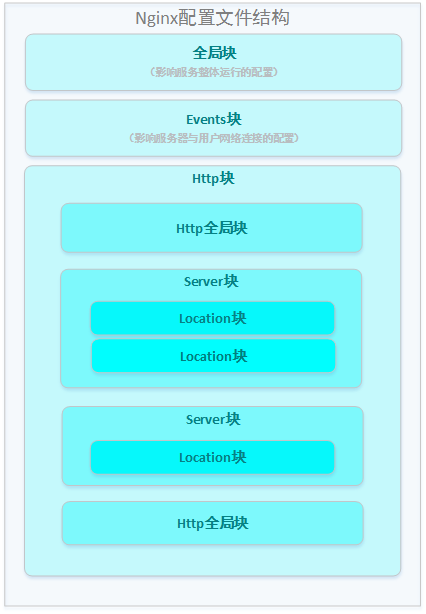 Nginx配置文件结构
全局块
（影响服务整体运行的配置）
Events块
（影响服务器与用户网络连接的配置）
Http块
Http全局块
Server块
Location块
Location块
Server块
Location块
Http全局块